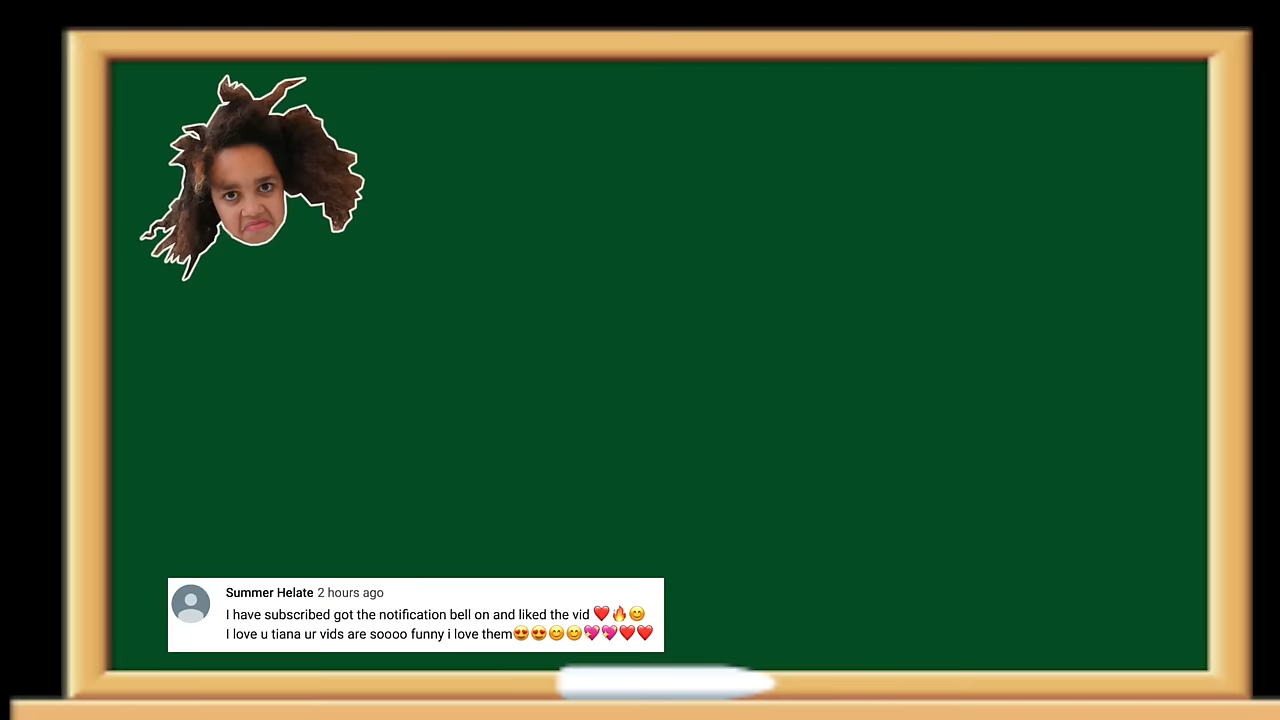 Summer Helate 2 hours ago
I have subscribed got the notification bell on and liked the vid ❤️🔥😊
I love u tiana ur vids are soooo funny i love them😍😍😊😊💖💖❤️❤️